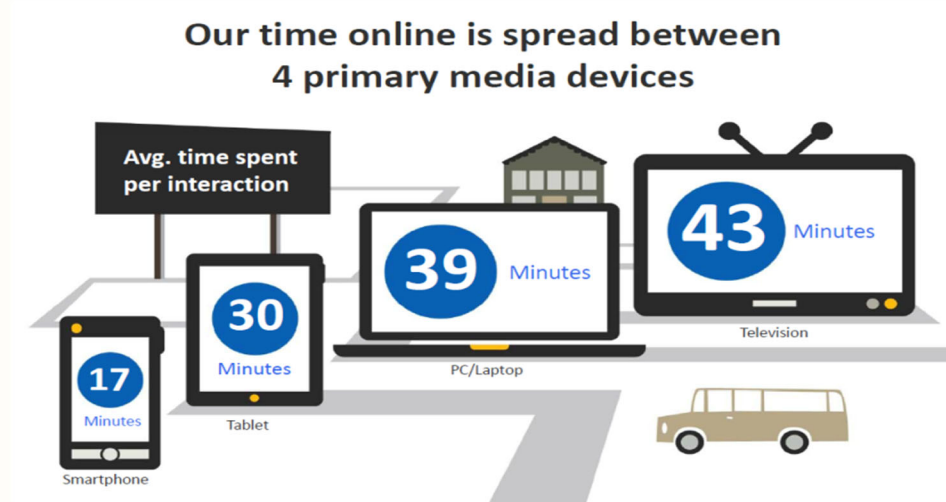 Our time online is spread between
4 primary media devices
Avg. time spent
per interaction
17
Minutes
Smartphone
30
Minutes
Tablet
39 Minutes
PC/Laptop
43 Minutes
Television